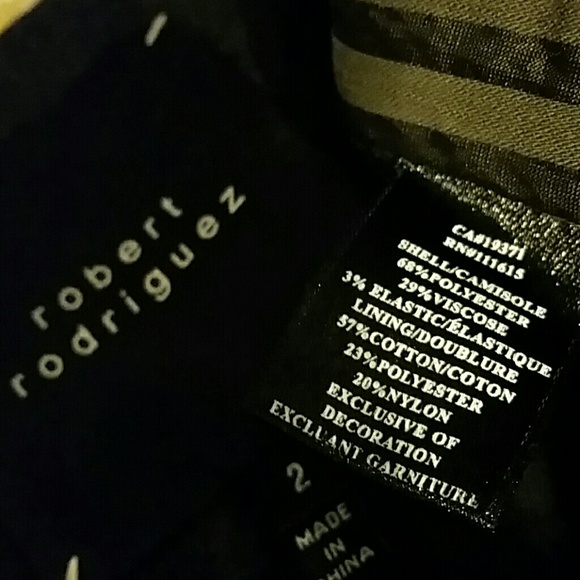 robert
rodriguez
CA#19371
RN#111615
SHELL/CAMISOLE
68%POLYESTER
29%VISCOSE
3% ELASTIC/ÉLASTIQUE
LINING/DOUBLURE
57%COTTON/COTON
23%POLYESTER
20%NYLON
EXCLUSIVE OF
DECORATION
EXCLUANT GARNITURE
2
MADE
IN
CHINA